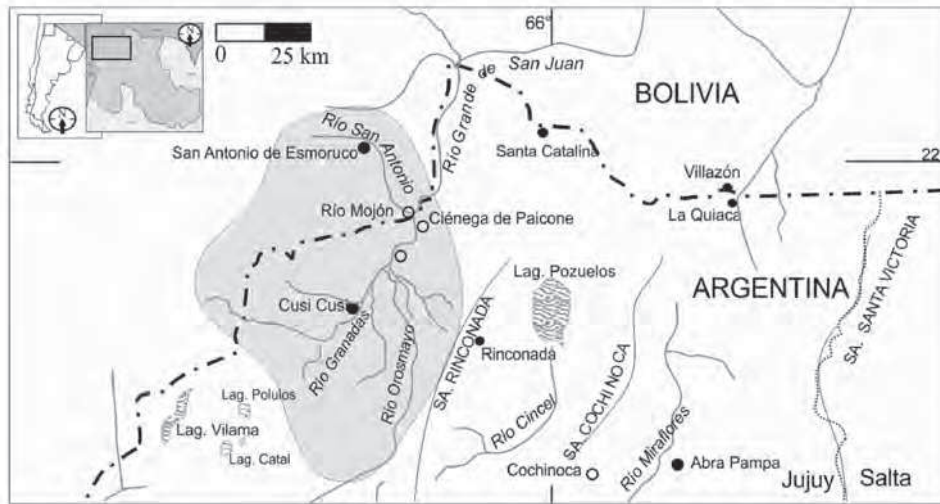 N
N
0 25 km
66°
Río Grande de San Juan
BOLIVIA
Río San Antonio
San Antonio de Esmoruco
Santa Catalina
22
Villazón
La Quiaca
Río Mojón
Ciénega de Paicone
Lag. Pozuelos
ARGENTINA
SA. SANTA VICTORIA
Cusi Cusi
Río Granadas
Río Orosmayo
SA. RINCONADA
Rinconada
SA. COCHINOCA
Lag. Polulos
Lag. Vilama
Lag. Catal
Río Cincel
Río Miraflores
Cochinoca
Abra Pampa
Jujuy
Salta